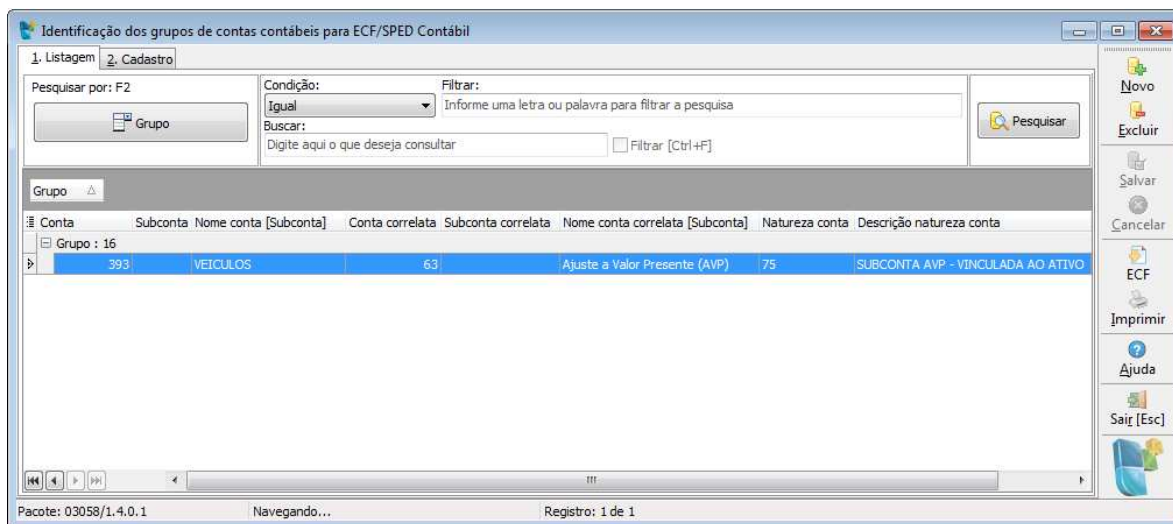 Identificação dos grupos de contas contábeis para ECF/SPED Contábil
1. Listagem 2. Cadastro
Pesquisar por: F2
Grupo
Condição:
Igual
Filtrar:
Informe uma letra ou palavra para filtrar a pesquisa
Buscar:
Digite aqui o que deseja consultar
Filtrar [Ctrl+F]
Pesquisar
Grupo
Conta Subconta Nome conta [Subconta] Conta correlata Subconta correlata Nome conta correlata [Subconta] Natureza conta Descrição natureza conta
Grupo : 16
393 VEICULOS 63 Ajuste a Valor Presente (AVP) 75 SUBCONTA AVP - VINCULADA AO ATIVO
Pacote: 03058/1.4.0.1 Navegando... Registro: 1 de 1
Novo
Excluir
Salvar
Cancelar
ECF
Imprimir
Ajuda
Sair [Esc]